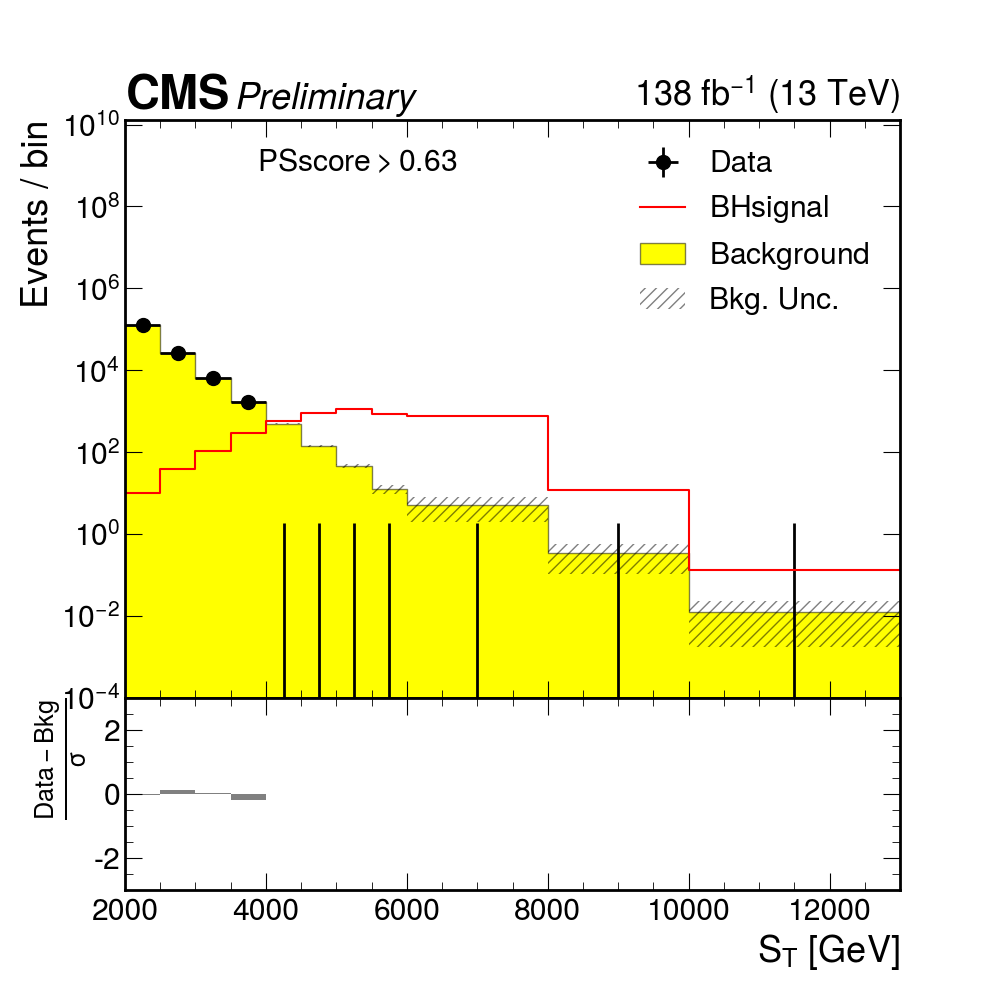 CMS Preliminary 138 fb⁻¹ (13 TeV)
Events / bin
10¹⁰
10⁸
10⁶
10⁴
10²
10⁰
10⁻²
10⁻⁴
PSscore > 0.63
Data
BHsignal
Background
Bkg. Unc.
Data − Bkg
σ
2
0
-2
2000 4000 6000 8000 10000 12000
S_T [GeV]